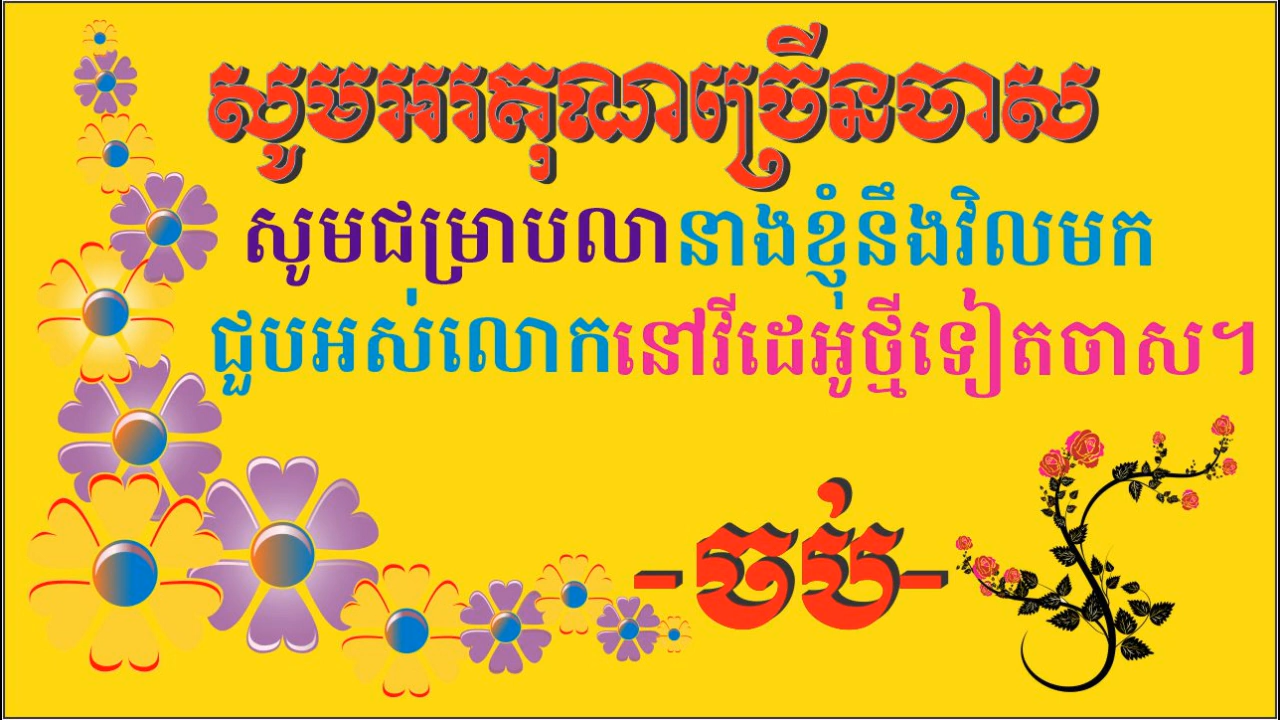 សូមអរគុណច្រើនចាស
សូមជម្រាបលានាងខ្ញុំនឹងវិលមក
ជួបអស់លោកនៅវីដេអូថ្មីទៀតចាស។
-ចប់-